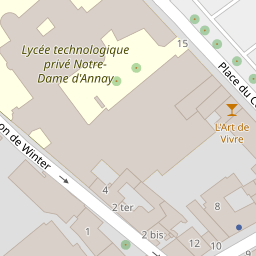 Lycée technologique
privé Notre-
Dame d'Annay
15
Place du C
L'Art de
Vivre
on de Winter
4
2 ter
2 bis
8
12
10